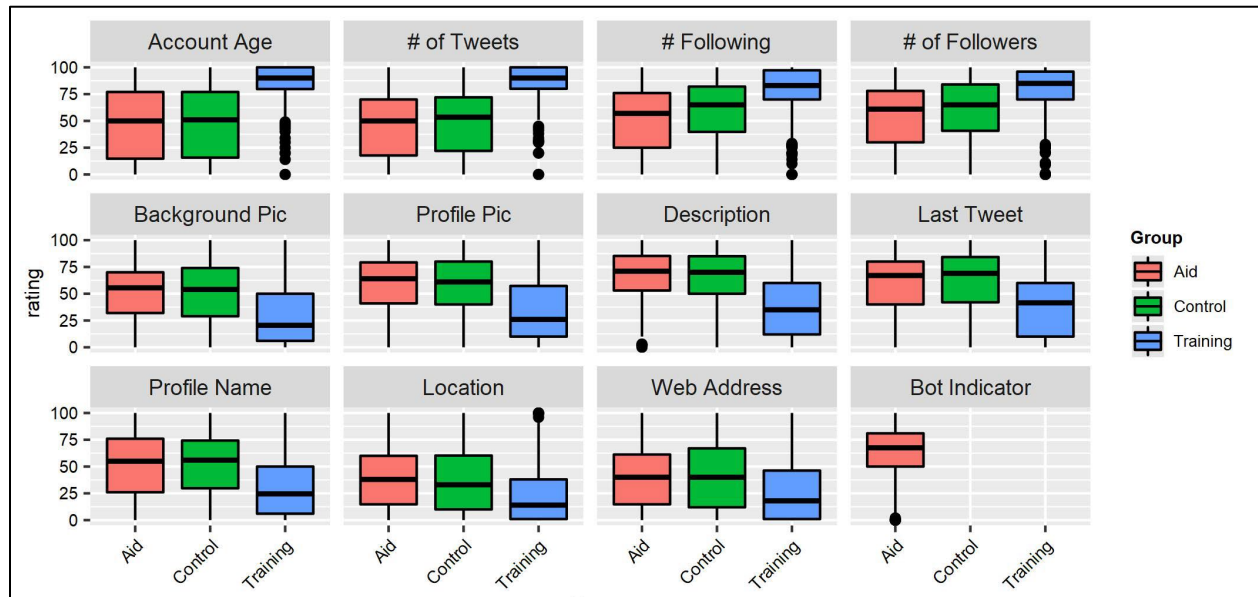 Account Age
# of Tweets
# Following
# of Followers
100
75
50
25
0
Background Pic
Profile Pic
Description
Last Tweet
100
75
50
25
0
Profile Name
Location
Web Address
Bot Indicator
100
75
50
25
0
rating
Aid
Control
Training
Aid
Control
Training
Aid
Control
Training
Aid
Control
Training
Group
Aid
Control
Training